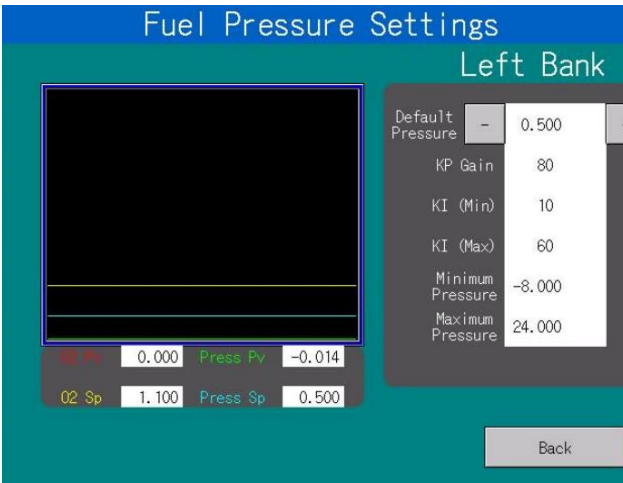 Fuel Pressure Settings
Left Bank
Default Pressure - 0.500
KP Gain 80
KI (Min) 10
KI (Max) 60
Minimum Pressure -8.000
Maximum Pressure 24.000
O2 Pv 0.000 Press Pv -0.014
O2 Sp 1.100 Press Sp 0.500
Back